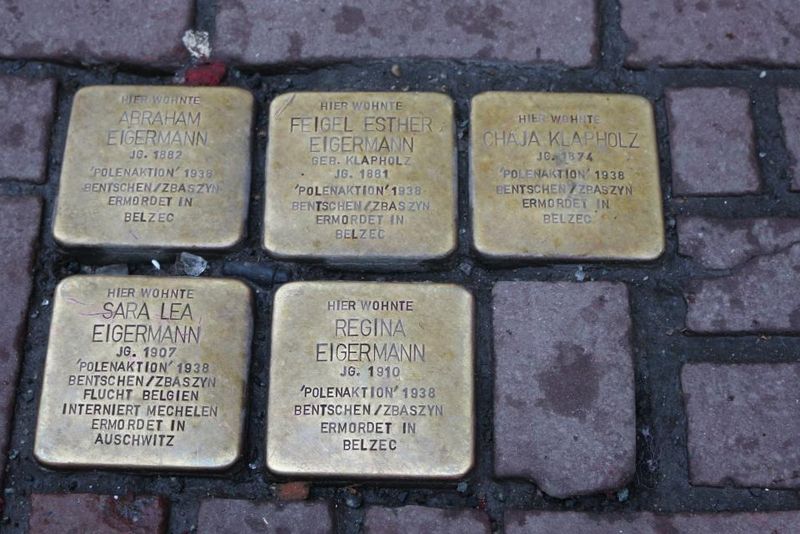 HIER WOHNTE
ABRAHAM
EIGERMANN
JG. 1882
'POLENAKTION' 1938
BENTSCHEN/ZBASZYN
ERMORDET IN
BELZEC
HIER WOHNTE
FEIGEL ESTHER
EIGERMANN
GEB. KLAPHOLZ
JG. 1881
'POLENAKTION' 1938
BENTSCHEN/ZBASZYN
ERMORDET IN
BELZEC
HIER WOHNTE
CHAJA KLAPHOLZ
JG. 1874
'POLENAKTION' 1938
BENTSCHEN/ZBASZYN
ERMORDET IN
BELZEC
HIER WOHNTE
SARA LEA
EIGERMANN
JG. 1907
'POLENAKTION' 1938
BENTSCHEN/ZBASZYN
FLUCHT BELGIEN
INTERNIERT MECHELEN
ERMORDET IN
AUSCHWITZ
HIER WOHNTE
REGINA
EIGERMANN
JG. 1910
'POLENAKTION' 1938
BENTSCHEN/ZBASZYN
ERMORDET IN
BELZEC